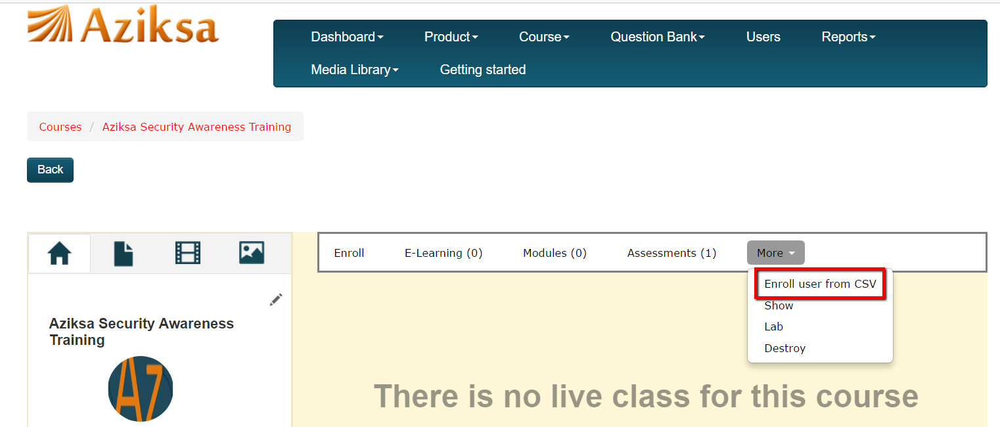 Aziksa
Dashboard Product Course Question Bank Users Reports
Media Library Getting started
Courses / Aziksa Security Awareness Training
Back
Enroll E-Learning (0) Modules (0) Assessments (1) More
Enroll user from CSV
Show
Lab
Destroy
Aziksa Security Awareness
Training
AZ
There is no live class for this course